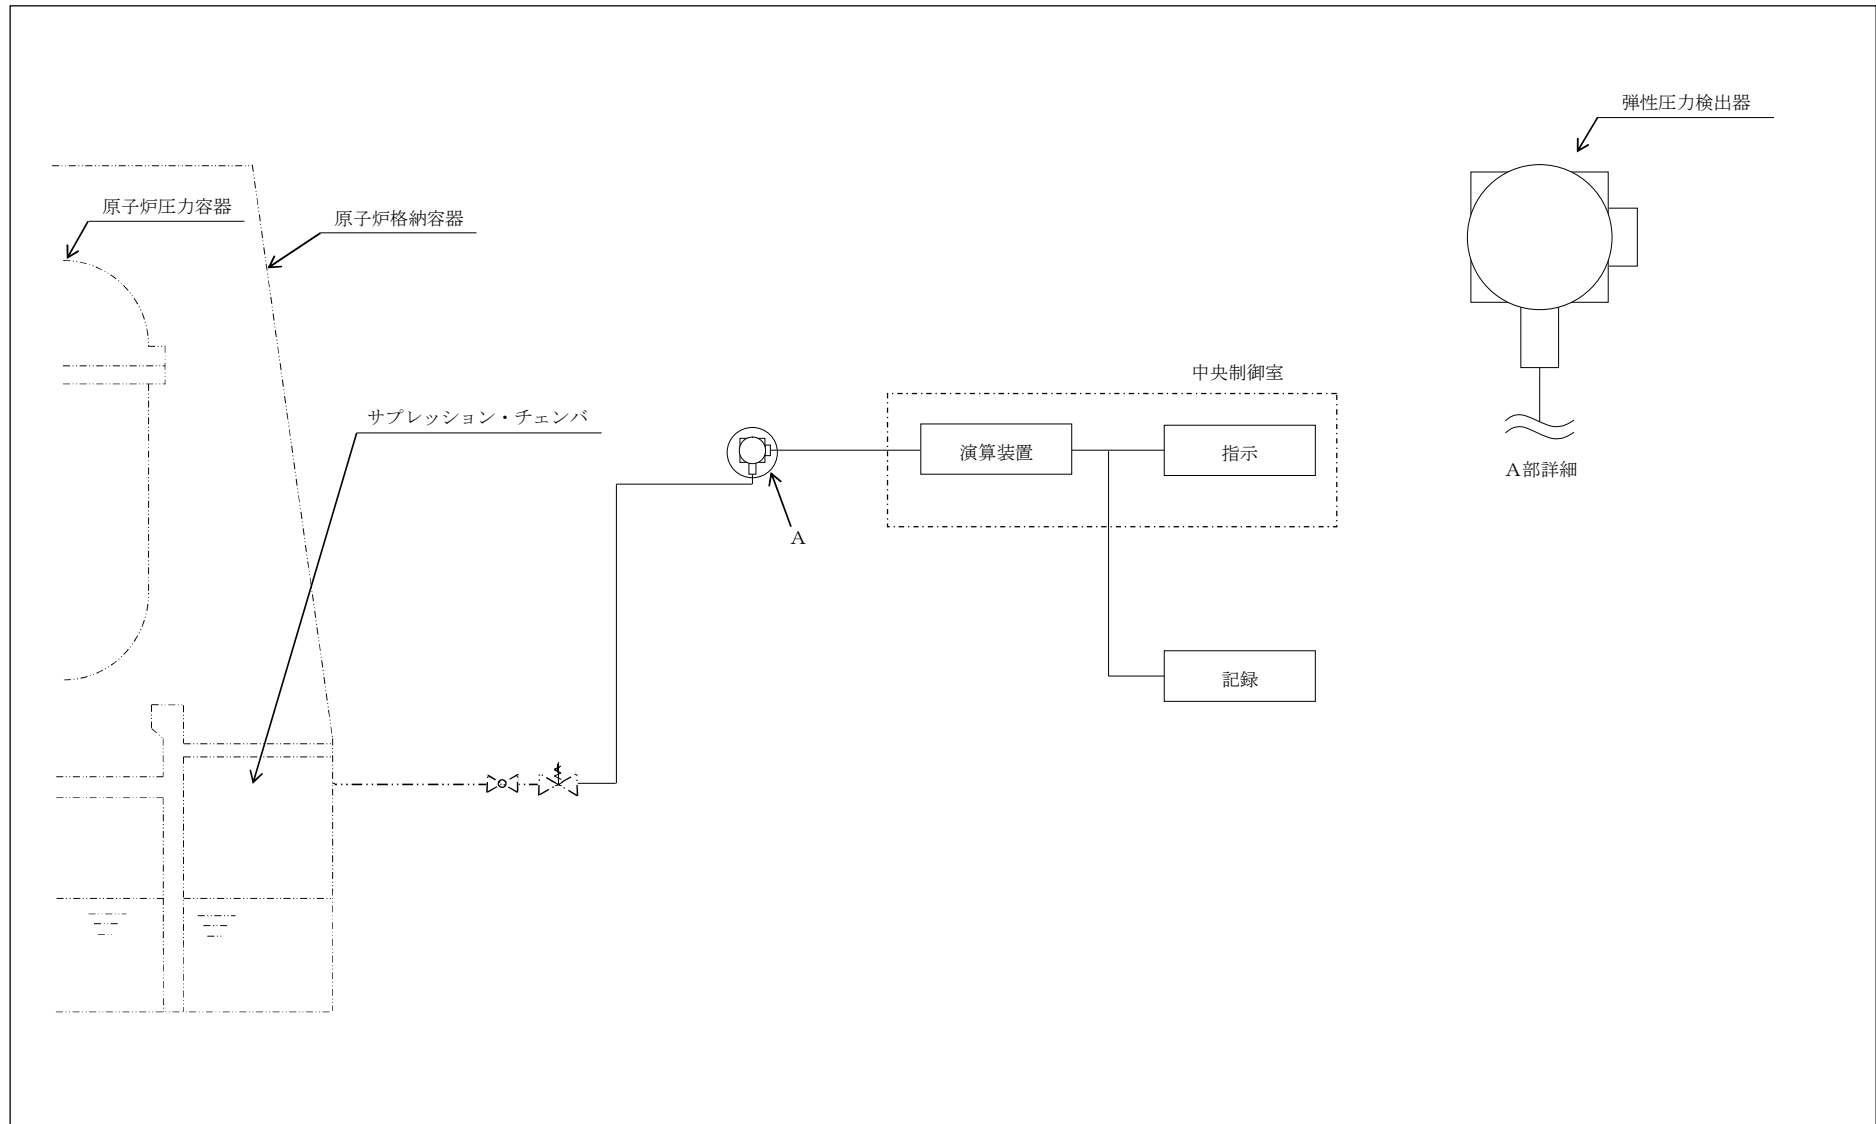 弾性圧力検出器
原子炉圧力容器
原子炉格納容器
中央制御室
サプレッション・チェンバ
演算装置
指示
A部詳細
A
記録